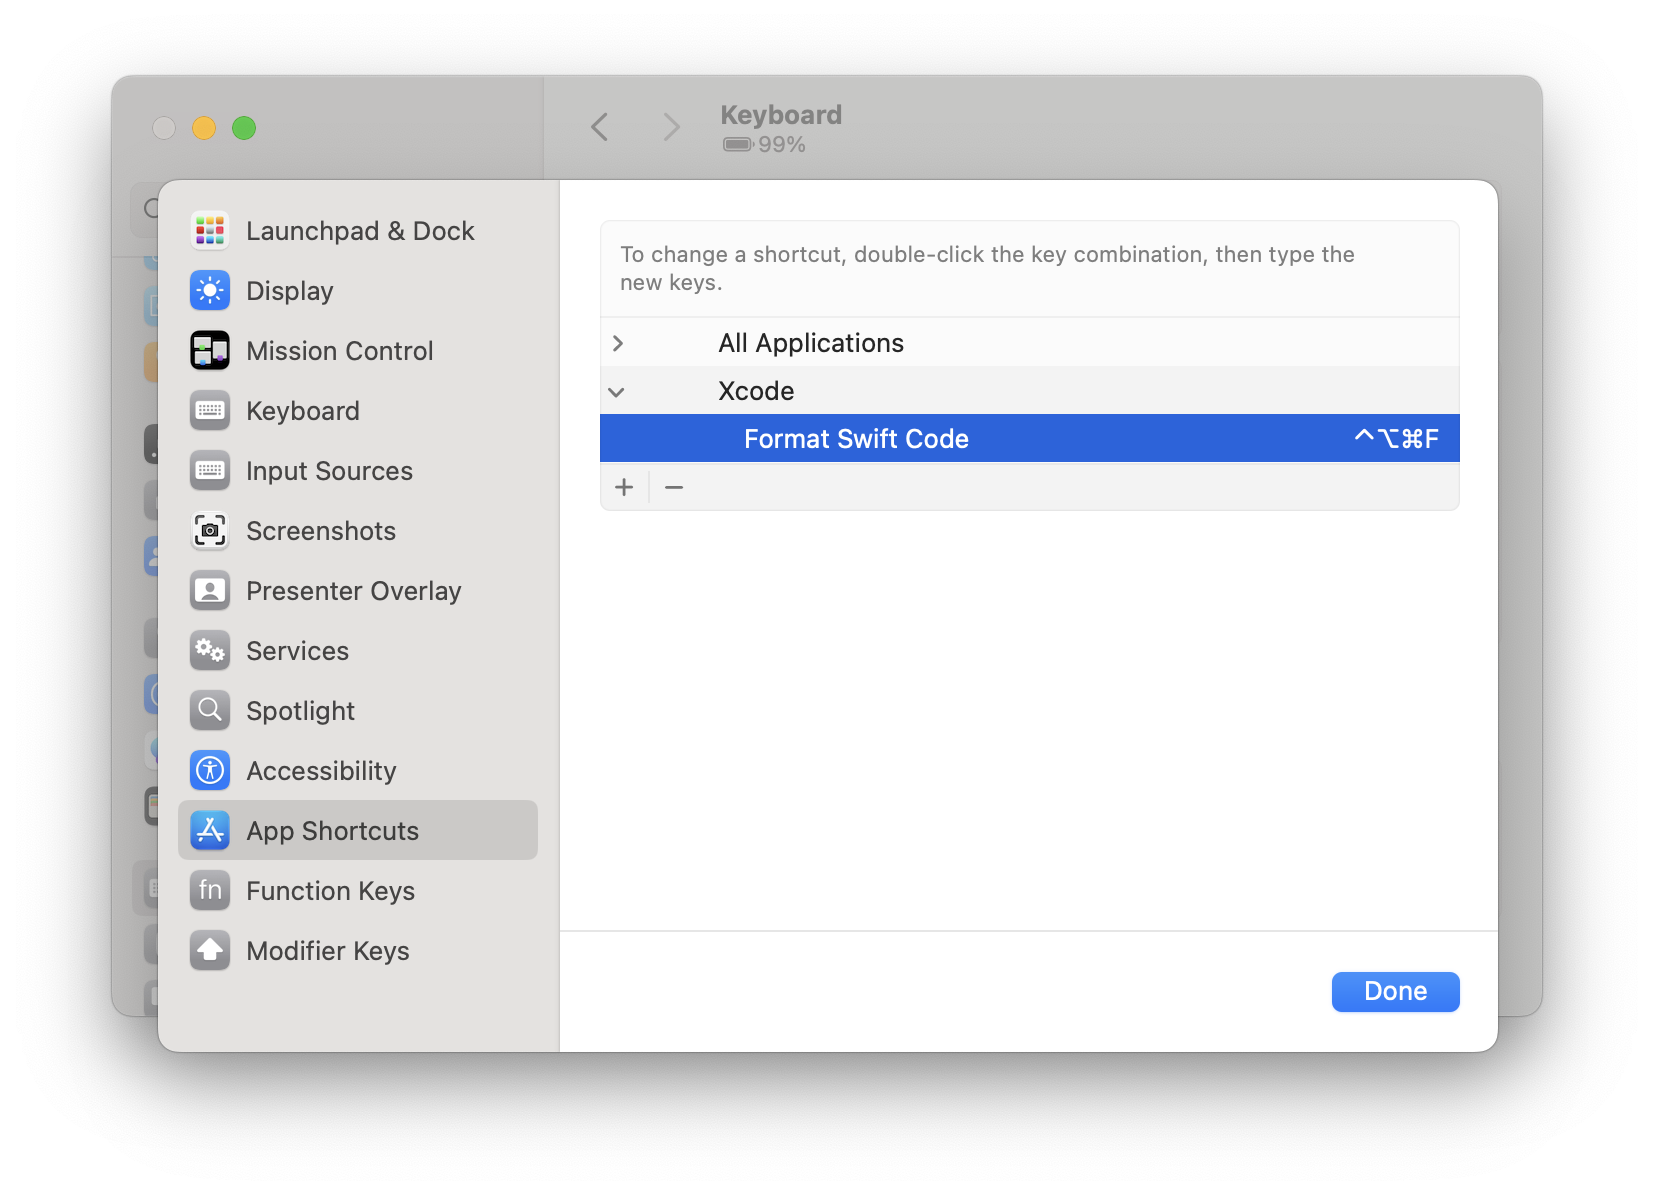 Keyboard
99%
Launchpad & Dock
Display
Mission Control
Keyboard
Input Sources
Screenshots
Presenter Overlay
Services
Spotlight
Accessibility
App Shortcuts
fn Function Keys
Modifier Keys
To change a shortcut, double-click the key combination, then type the
new keys.
All Applications
Xcode
Format Swift Code ^⌥⌘F
+ −
Done